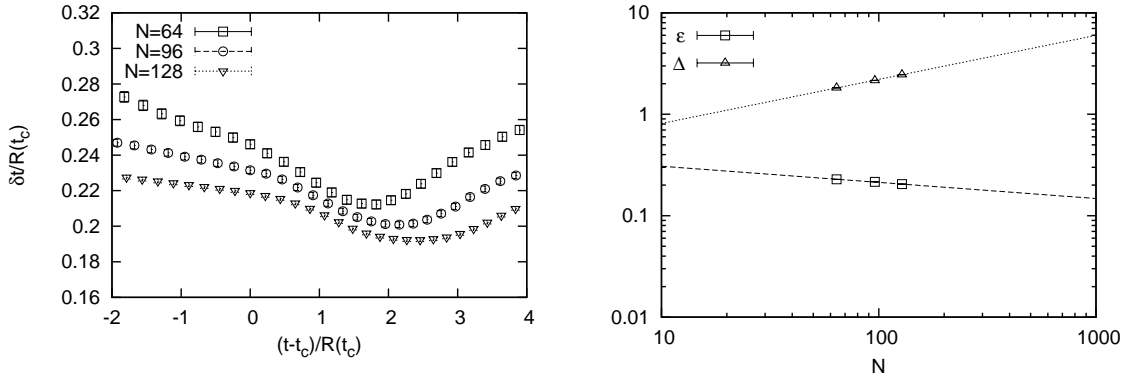 δt/R(t_c)
0.32
0.3
0.28
0.26
0.24
0.22
0.2
0.18
0.16
N=64
N=96
N=128
-2 -1 0 1 2 3 4
(t-t_c)/R(t_c)
10
1
0.1
0.01
ε
Δ
10 100 1000
N